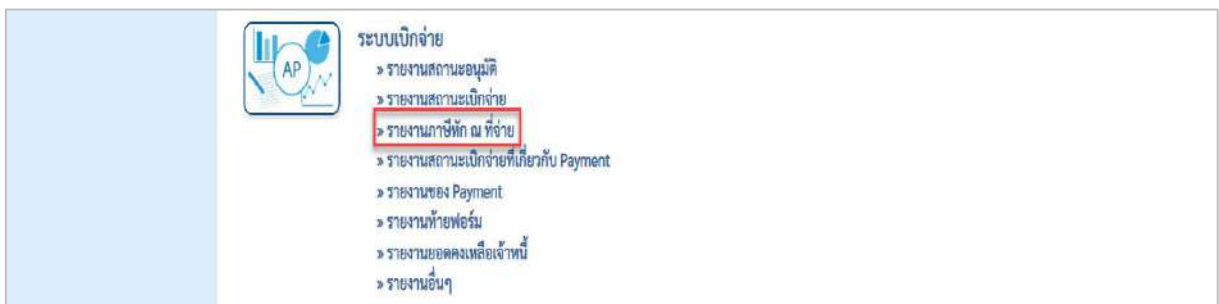 AP
ระบบเบิกจ่าย
» รายงานสถานะอนุมัติ
» รายงานสถานะเบิกจ่าย
» รายงานภาษีหัก ณ ที่จ่าย
» รายงานสถานะเบิกจ่ายที่เกี่ยวกับ Payment
» รายงานของ Payment
» รายงานท้ายฟอร์ม
» รายงานยอดคงเหลือเจ้าหนี้
» รายงานอื่นๆ